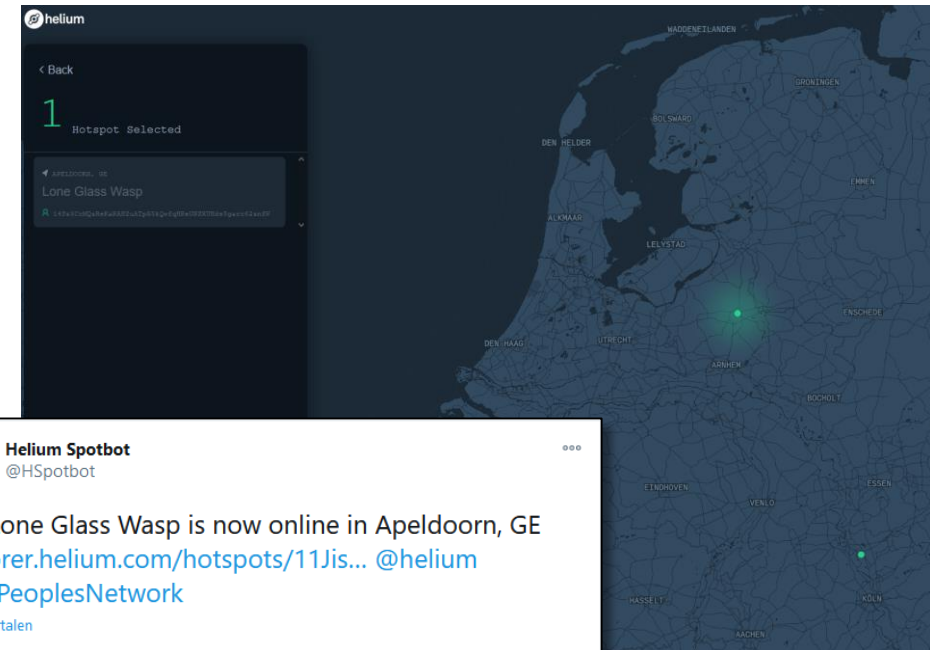 helium
< Back
1 Hotspot Selected
APELDOORN, GE
Lone Glass Wasp
WADDENEILANDEN
GRONINGEN
BOLSWARD
DEN HELDER
EMMEN
ALKMAAR
LELYSTAD
ENSCHEDE
DEN HAAG
UTRECHT
ARNHEM
BOCHOLT
EINDHOVEN
ESSEN
VENLO
HASSELT
KÖLN
AACHEN
Helium Spotbot
@HSpotbot
one Glass Wasp is now online in Apeldoorn, GE
rer.helium.com/hotspots/11Jis... @helium
PeoplesNetwork
talen